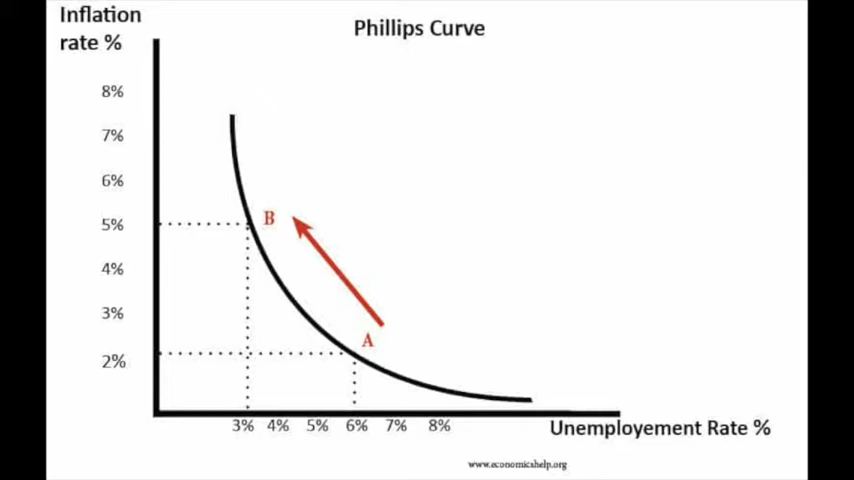 Inflation
rate %
Phillips Curve
8%
7%
6%
5%
4%
3%
2%
B
A
3% 4% 5% 6% 7% 8%
Unemployement Rate %
www.economicshelp.org